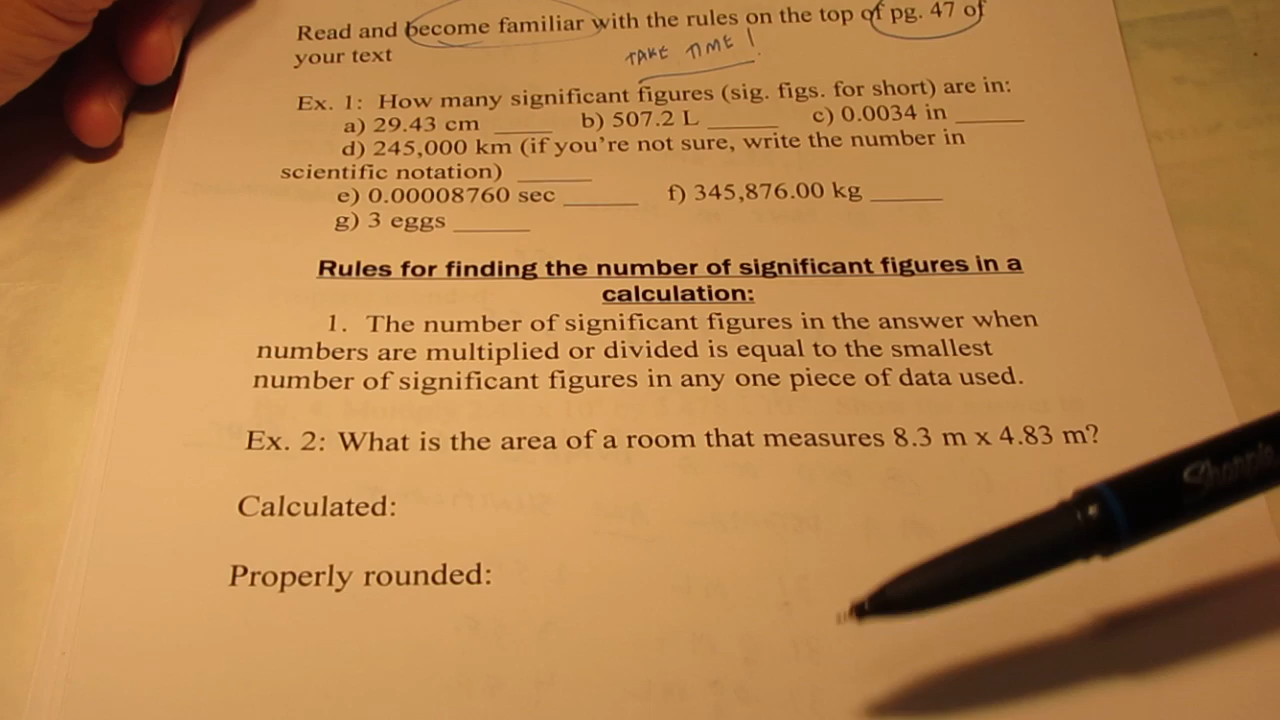 Read and become familiar with the rules on the top of pg. 47 of
your text
TAKE TIME!
Ex. 1: How many significant figures (sig. figs. for short) are in:
a) 29.43 cm _____ b) 507.2 L _____ c) 0.0034 in _____
d) 245,000 km (if you're not sure, write the number in
scientific notation) _____
e) 0.00008760 sec _____ f) 345,876.00 kg _____
g) 3 eggs _____
Rules for finding the number of significant figures in a
calculation:
1. The number of significant figures in the answer when
numbers are multiplied or divided is equal to the smallest
number of significant figures in any one piece of data used.
Ex. 2: What is the area of a room that measures 8.3 m x 4.83 m?
Sharpie
Calculated:
Properly rounded: